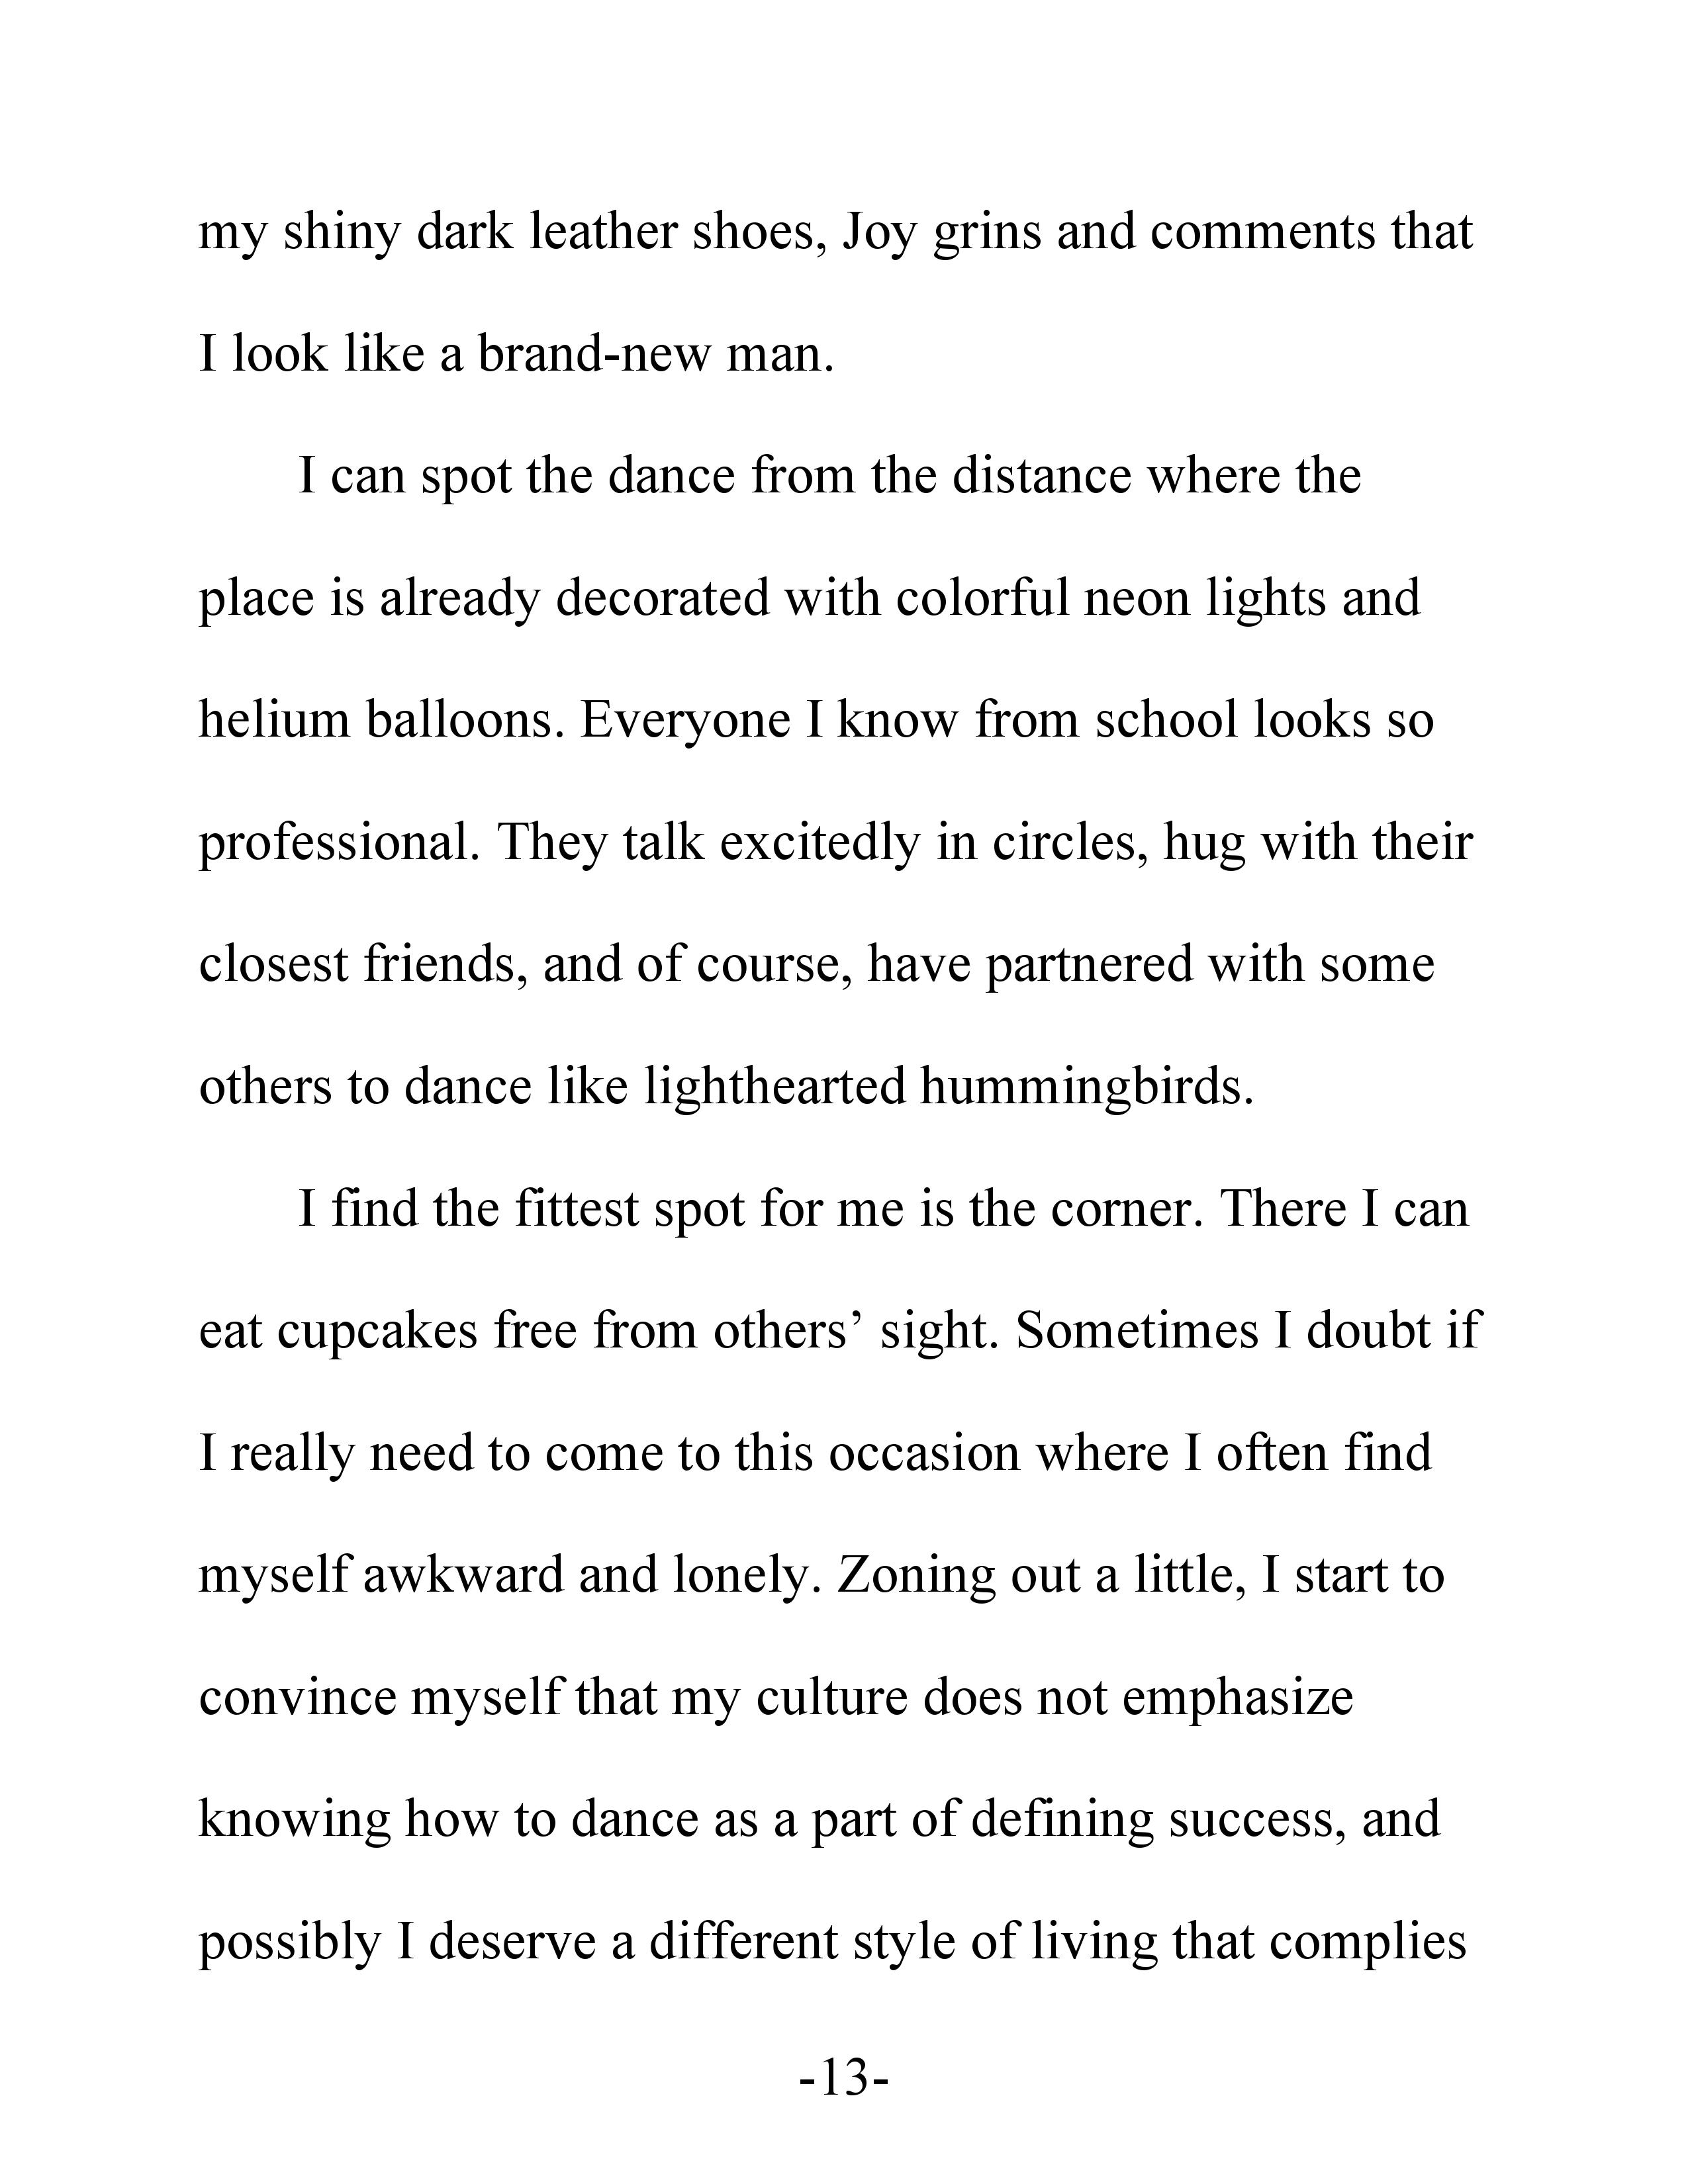 my shiny dark leather shoes, Joy grins and comments that
I look like a brand-new man.
I can spot the dance from the distance where the
place is already decorated with colorful neon lights and
helium balloons. Everyone I know from school looks so
professional. They talk excitedly in circles, hug with their
closest friends, and of course, have partnered with some
others to dance like lighthearted hummingbirds.
I find the fittest spot for me is the corner. There I can
eat cupcakes free from others’ sight. Sometimes I doubt if
I really need to come to this occasion where I often find
myself awkward and lonely. Zoning out a little, I start to
convince myself that my culture does not emphasize
knowing how to dance as a part of defining success, and
possibly I deserve a different style of living that complies
-13-